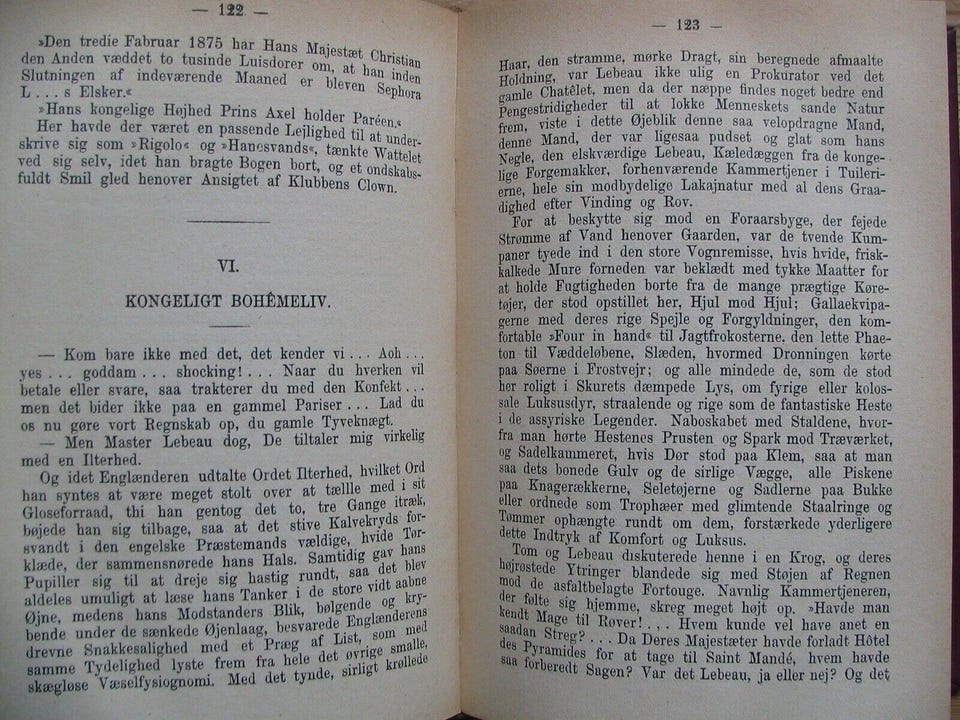 — 122 —
»Den tredie Fabruar 1875 har Hans Majestæt Christian
den Anden væddet to tusinde Luisdorer om, at han inden
Slutningen af indeværende Maaned er bleven Sephora
L . . . s Elsker.«
»Hans kongelige Højhed Prins Axel holder Paréen.«
Her havde der været en passende Lejlighed til at under-
skrive sig som »Rigolo« og »Hanesvands«, tænkte Wattelet
ved sig selv, idet han bragte Bogen bort, og et ondskabs-
fuldt Smil gled henover Ansigtet af Klubbens Clown.
VI.
KONGELIGT BOHÊMELIV.
— Kom bare ikke med det, det kender vi . . . Aoh . . .
yes . . . goddam . . . shocking! . . . Naar du hverken vil
betale eller svare, saa trakterer du med den Konfekt . . .
men det bider ikke paa en gammel Pariser . . . Lad du
os nu gøre vort Regnskab op, du gamle Tyveknægt.
— Men Master Lebeau dog, De tiltaler mig virkelig
med en Ilterhed.
Og idet Englænderen udtalte Ordet Ilterhed, hvilket Ord
han syntes at være meget stolt over at tællle med i sit
Gloseforraad, thi han gentog det to, tre Gange itræk,
bøjede han sig tilbage, saa at det stive Kalvekryds for-
svandt i den engelske Præstemands vældige, hvide Tør-
klæde, der sammensnørede hans Hals. Samtidig gav hans
Pupiller sig til at dreje sig hastig rundt, saa det blev
aldeles umuligt at læse hans Tanker i de store vidt aabne
Øjne, medens hans Modstanders Blik, bølgende og kry-
bende under de sænkede Øjenlaag, besvarede Englænderens
drevne Snakkesalighed med et Præg af List, som med
samme Tydelighed lyste frem fra hele det øvrige smalle,
skægløse Væselfysiognomi. Med det tynde, sirligt krøllede
— 123 —
Haar, den stramme, mørke Dragt, sin beregnede afmaalte
Holdning, var Lebeau ikke ulig en Prokurator ved det
gamle Chatêlet, men da der næppe findes noget bedre end
Pengestridigheder til at lokke Menneskets sande Natur
frem, viste i dette Øjeblik denne saa velopdragne Mand,
denne Mand, der var ligesaa pudset og glat som hans
Negle, den elskværdige Lebeau, Kæledæggen fra de konge-
lige Forgemakker, forhenværende Kammertjener i Tuileri-
erne, hele sin modbydelige Lakajnatur med al dens Graa-
dighed efter Vinding og Rov.
For at beskytte sig mod en Foraarsbyge, der fejede
Strømme af Vand henover Gaarden, var de tvende Kum-
paner tyede ind i den store Vognremisse, hvis hvide, frisk-
kalkede Mure forneden var beklædt med tykke Maatter for
at holde Fugtigheden borte fra de mange prægtige Køre-
tøjer, der stod opstillet her, Hjul mod Hjul; Gallaekvipa-
gerne med deres rige Spejle og Forgyldninger, den kom-
fortable »Four in hand« til Jagtfrokosterne. den lette Phae-
ton til Væddeløbene, Slæden, hvormed Dronningen kørte
paa Søerne i Frostvejr; og alle mindede de, som de stod
her roligt i Skurets dæmpede Lys, om fyrige eller kolos-
sale Luksusdyr, straalende og rige som de fantastiske Heste
i de assyriske Legender. Naboskabet med Staldene, hvor-
fra man hørte Hestenes Prusten og Spark mod Træværket,
og Sadelkammeret, hvis Dør stod paa Klem, saa at man
saa dets bonede Gulv og de sirlige Vægge, alle Piskene
paa Knagerækkerne, Seletøjerne og Sadlerne paa Bukke
eller ordnede som Trophæer med glimtende Staalringe og
Tømmer ophængte rundt om dem, forstærkede yderligere
dette Indtryk af Komfort og Luksus.
Tom og Lebeau diskuterede henne i en Krog, og deres
højrostede Ytringer blandede sig med Støjen af Regnen
mod de asfaltbelagte Fortouge. Navnlig Kammertjeneren,
der følte sig hjemme, skreg meget højt op. »Havde man
kendt Mage til Røver! . . . Hvem kunde vel have anet en
saadan Streg? . . . Da Deres Majestæter havde forladt Hôtel
des Pyramides for at tage til Saint Mandé, hvem havde
saa forberedt Sagen? Var det Lebeau, ja eller nej? Og det